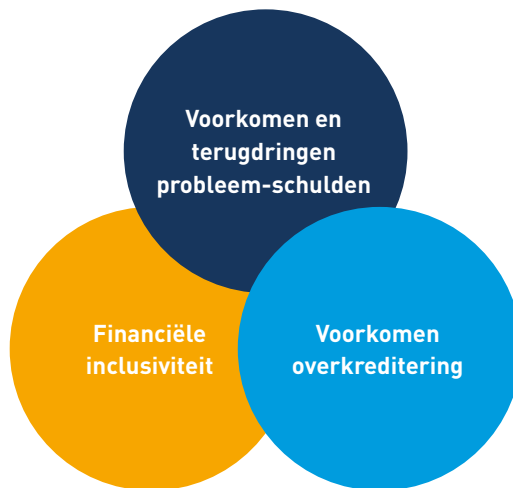 Voorkomen en
terugdringen
probleem-schulden
Financiële
inclusiviteit
Voorkomen
overkreditering